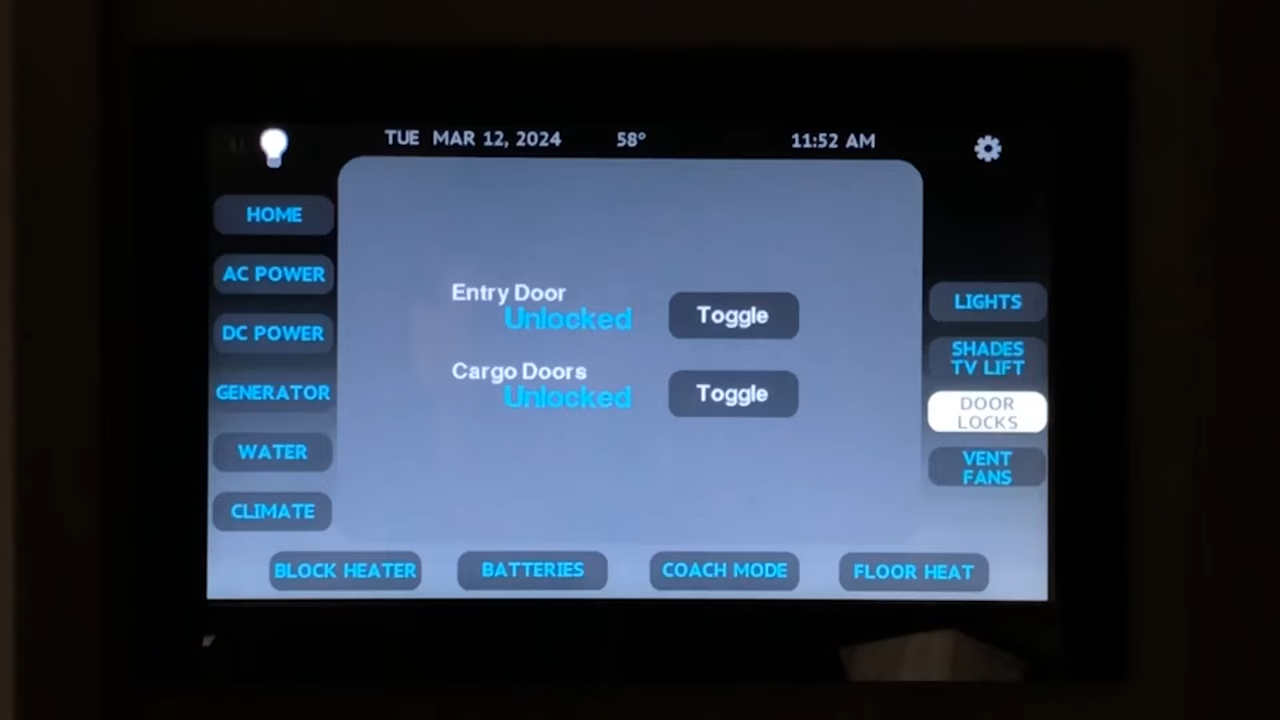 TUE MAR 12, 2024 58° 11:52 AM
HOME
AC POWER
DC POWER
GENERATOR
WATER
CLIMATE
Entry Door
Unlocked
Toggle
Cargo Doors
Unlocked
Toggle
LIGHTS
SHADES
TV LIFT
DOOR
LOCKS
VENT
FANS
BLOCK HEATER
BATTERIES
COACH MODE
FLOOR HEAT